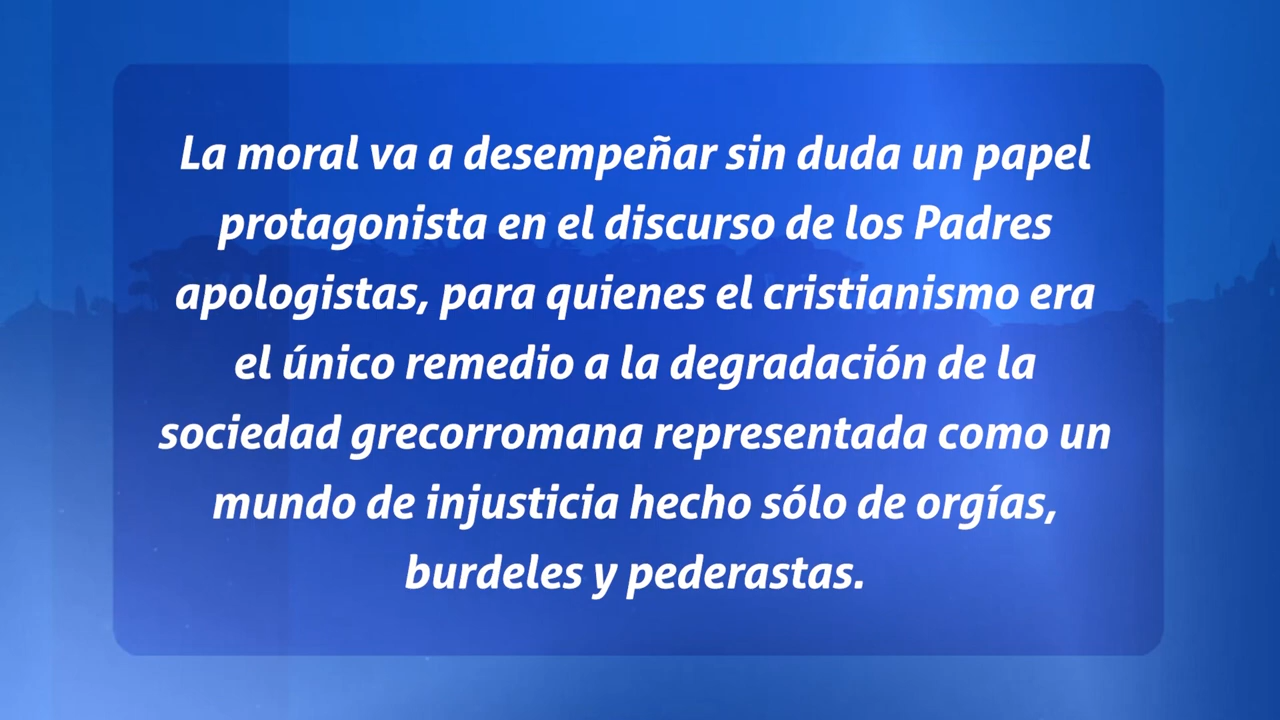 La moral va a desempeñar sin duda un papel
protagonista en el discurso de los Padres
apologistas, para quienes el cristianismo era
el único remedio a la degradación de la
sociedad grecorromana representada como un
mundo de injusticia hecho sólo de orgías,
burdeles y pederastas.